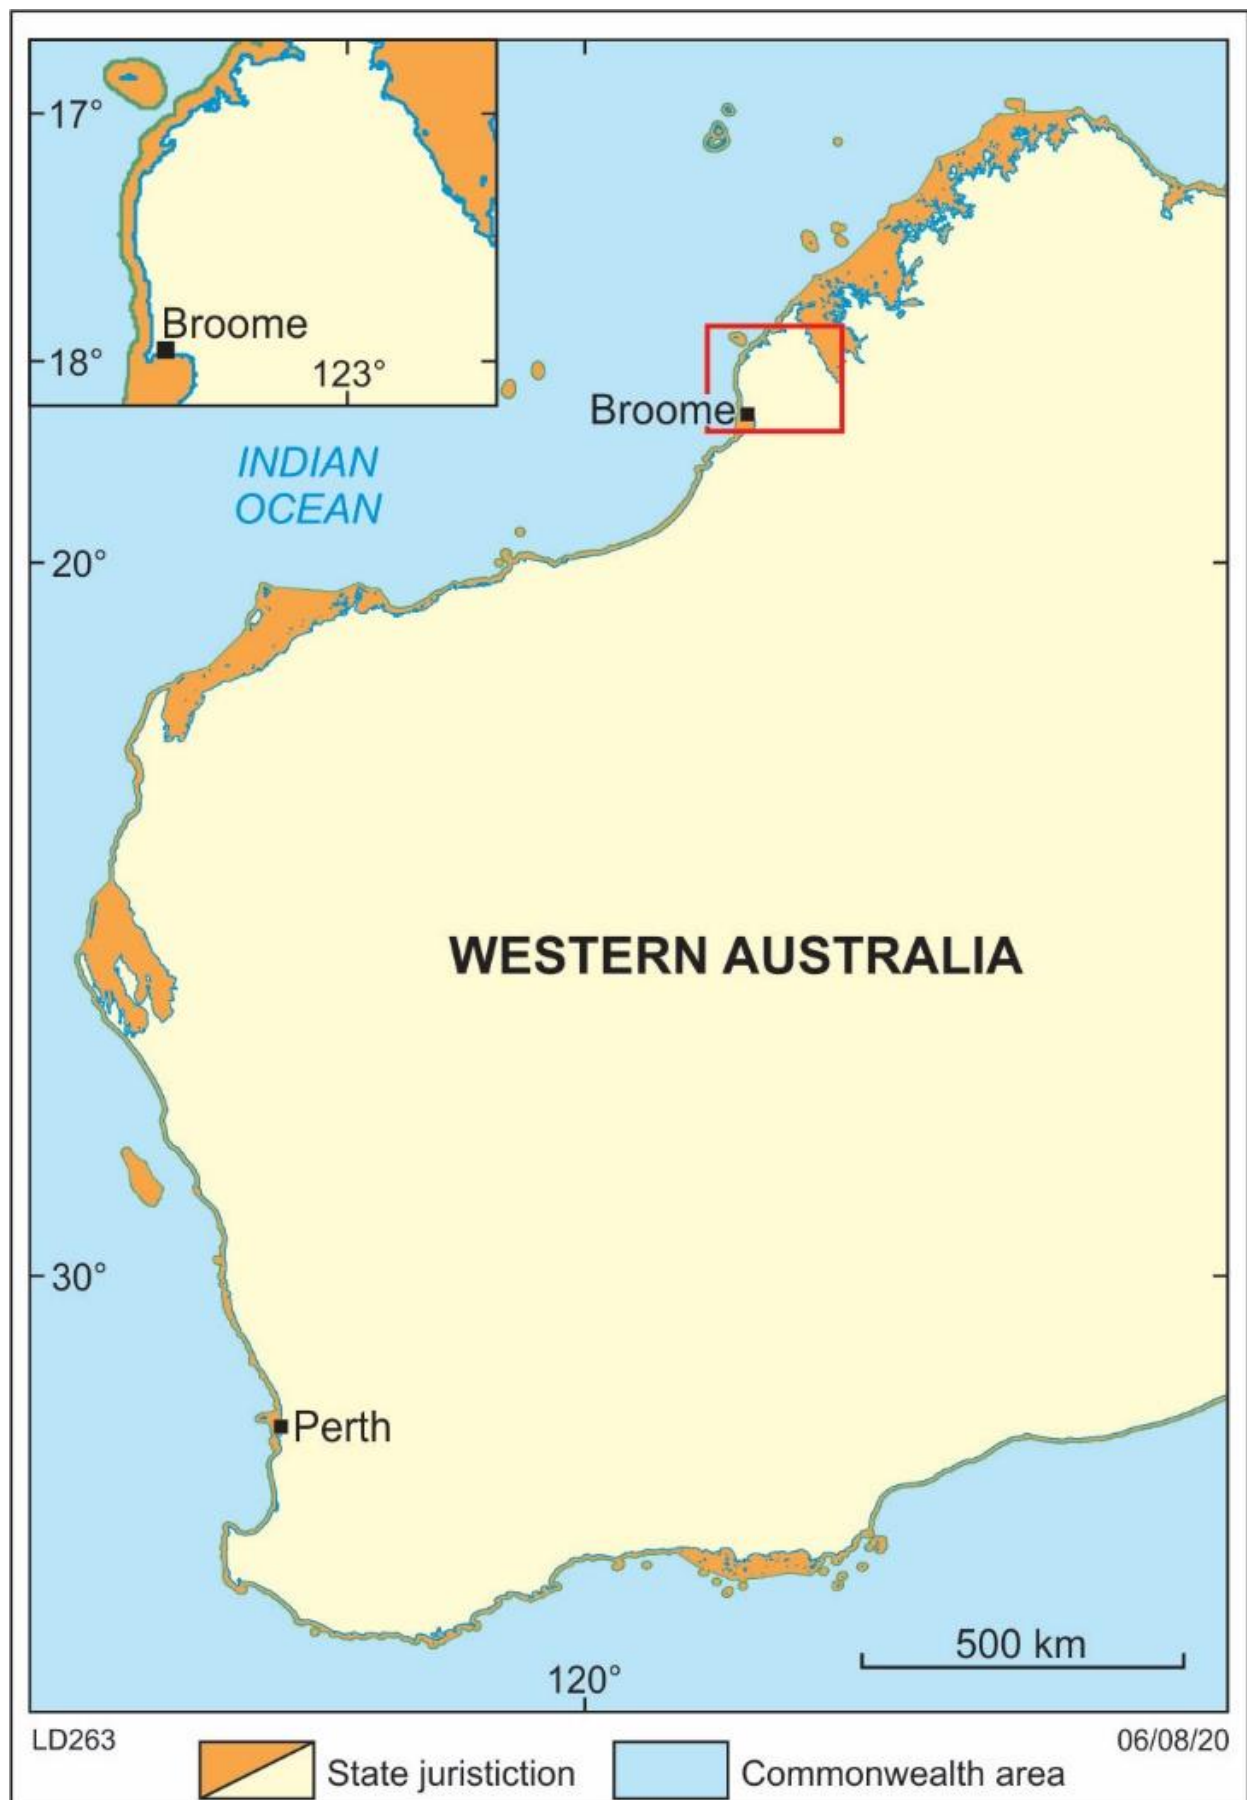 17°
Broome
18°
123°
Broome
INDIAN
OCEAN
20°
WESTERN AUSTRALIA
30°
Perth
500 km
120°
LD263
06/08/20
State juristiction
Commonwealth area